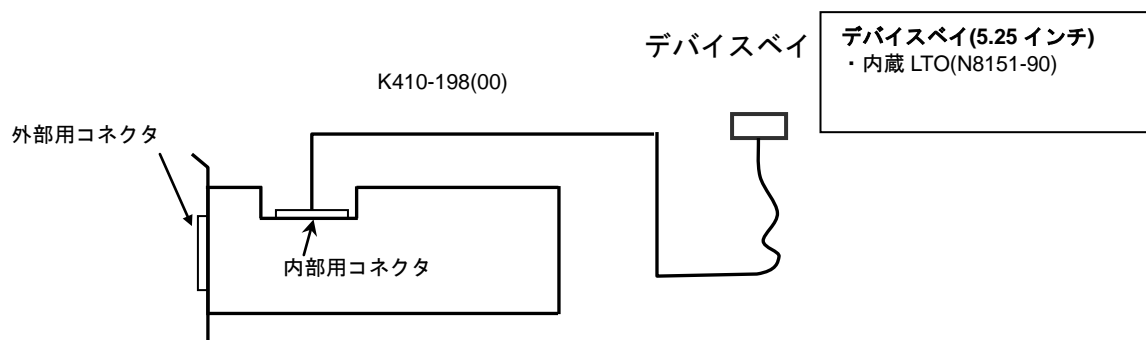 デバイスベイ
デバイスベイ(5.25 インチ)
・内蔵 LTO(N8151-90)
K410-198(00)
外部用コネクタ
内部用コネクタ